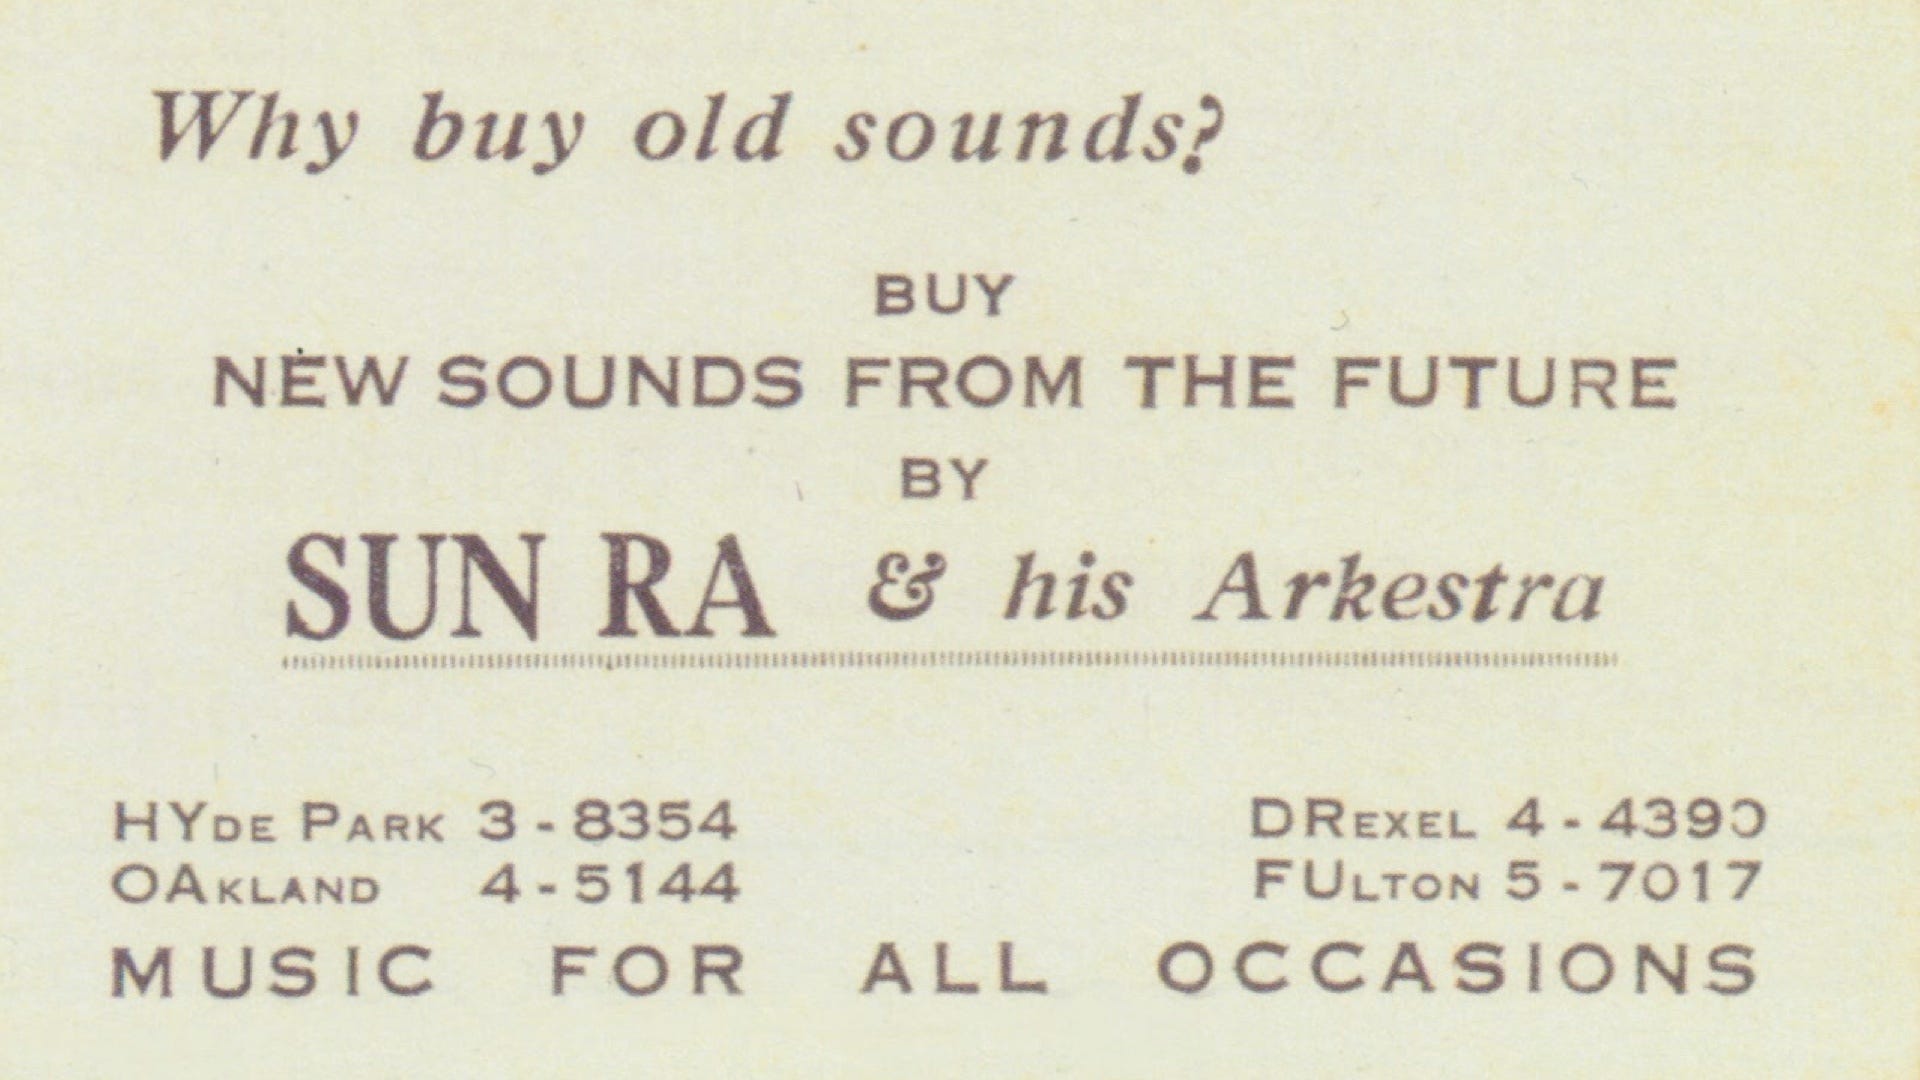 Why buy old sounds?
BUY
NEW SOUNDS FROM THE FUTURE
BY
SUN RA & his Arkestra
HYDE PARK 3-8354 DREXEL 4-4390
OAKLAND 4-5144 FULTON 5-7017
MUSIC FOR ALL OCCASIONS